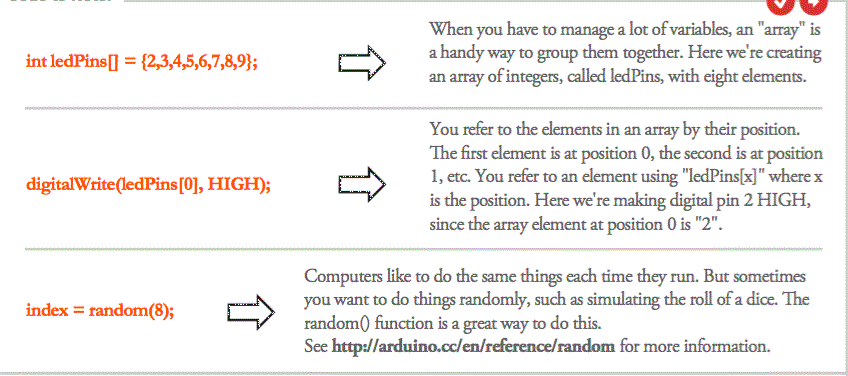 int ledPins[] = {2,3,4,5,6,7,8,9};
When you have to manage a lot of variables, an "array" is
a handy way to group them together. Here we're creating
an array of integers, called ledPins, with eight elements.
digitalWrite(ledPins[0], HIGH);
You refer to the elements in an array by their position.
The first element is at position 0, the second is at position
1, etc. You refer to an element using "ledPins[x]" where x
is the position. Here we're making digital pin 2 HIGH,
since the array element at position 0 is "2".
index = random(8);
Computers like to do the same things each time they run. But sometimes
you want to do things randomly, such as simulating the roll of a dice. The
random() function is a great way to do this.
See http://arduino.cc/en/reference/random for more information.